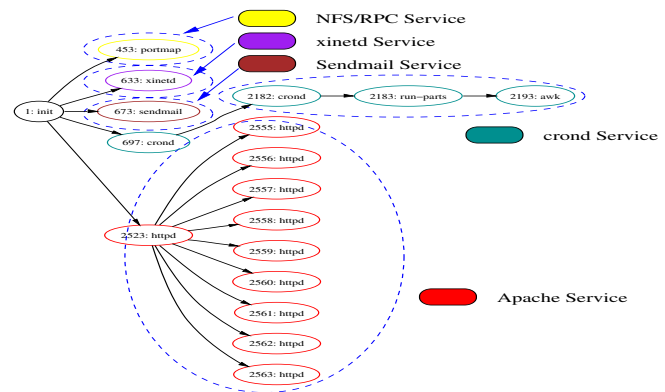 NFS/RPC Service
453: portmap
xinetd Service
633: xinetd
Sendmail Service
2182: crond
2183: run-parts
2193: awk
1: init
673: sendmail
2555: httpd
crond Service
697: crond
2556: httpd
2557: httpd
2558: httpd
2523: httpd
2559: httpd
2560: httpd
Apache Service
2561: httpd
2562: httpd
2563: httpd